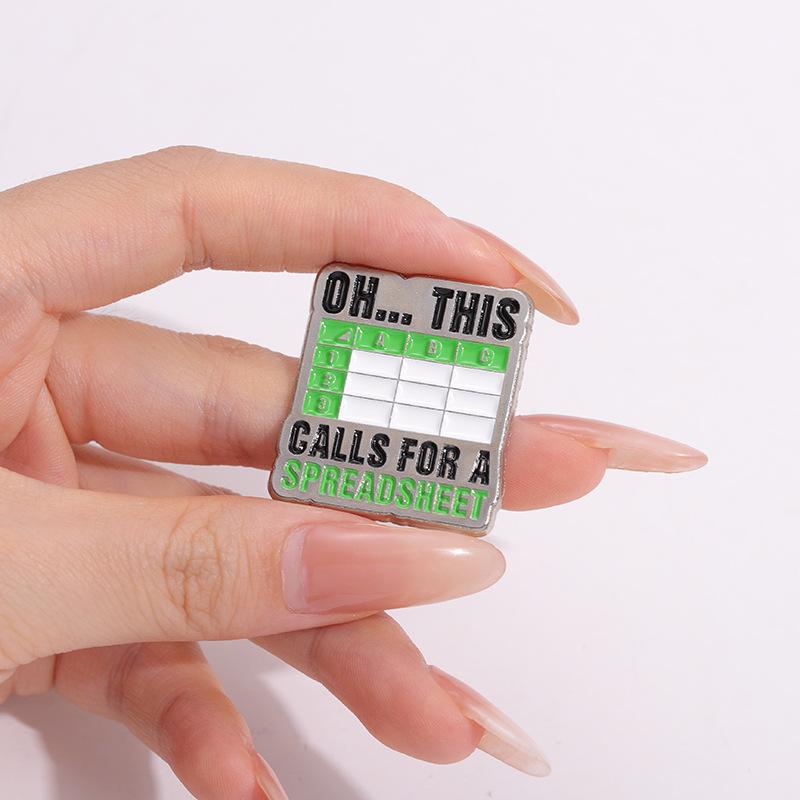 OH... THIS
A B C
1
2
3
CALLS FOR A
SPREADSHEET